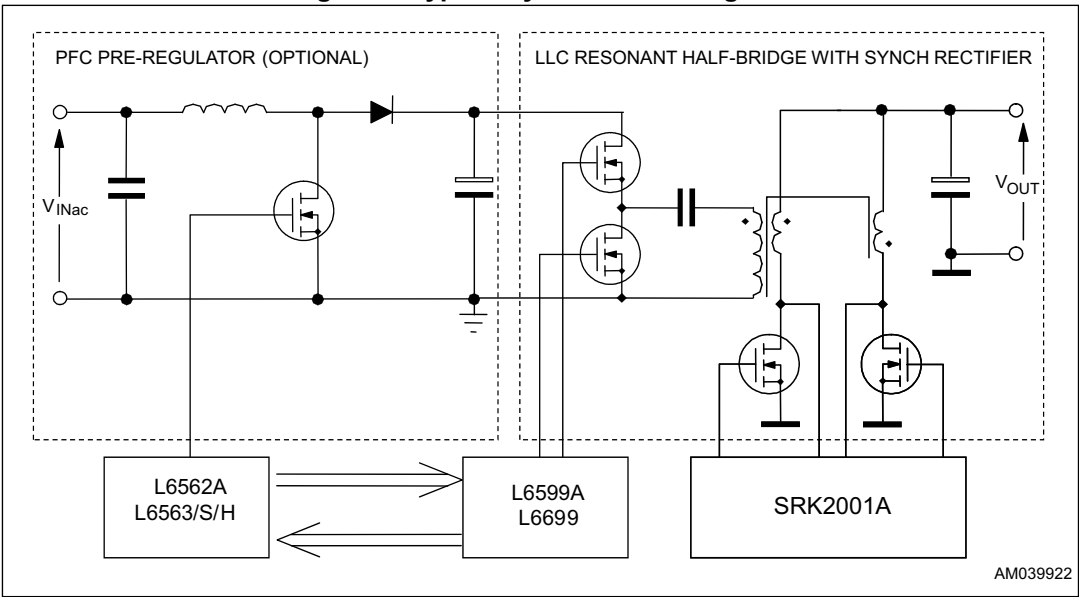 PFC PRE-REGULATOR (OPTIONAL)
LLC RESONANT HALF-BRIDGE WITH SYNCH RECTIFIER
VINac
VOUT
L6562A
L6563/S/H
L6599A
L6699
SRK2001A
AM039922